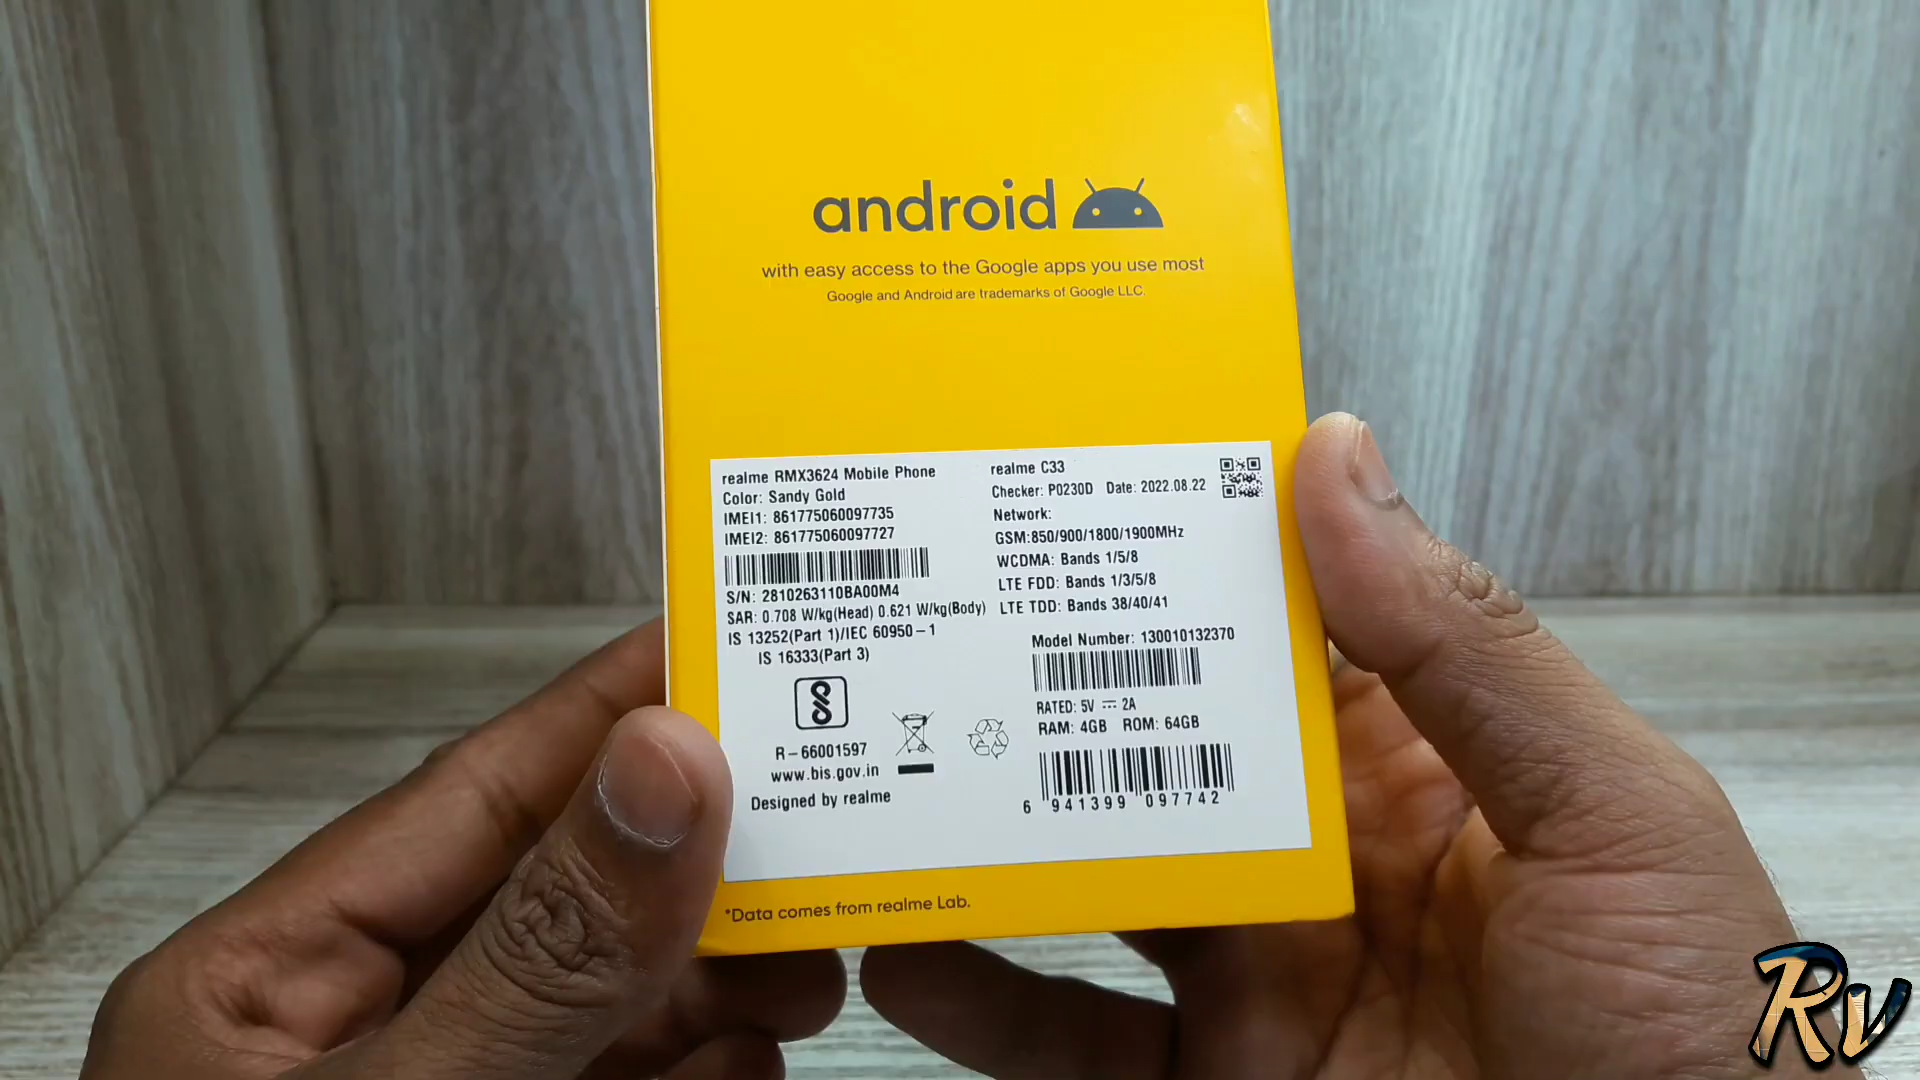 android
with easy access to the Google apps you use most
Google and Android are trademarks of Google LLC.
realme RMX3624 Mobile Phone
Color: Sandy Gold
IMEI1: 861775060097735
IMEI2: 861775060097727
S/N: 2810263110BA00M4
SAR: 0.708 W/kg(Head) 0.621 W/kg(Body)
IS 13252(Part 1)/IEC 60950-1
IS 16333(Part 3)
R-66001597
www.bis.gov.in
Designed by realme
realme C33
Checker: P0230D Date: 2022.08.22
Network:
GSM:850/900/1800/1900MHz
WCDMA: Bands 1/5/8
LTE FDD: Bands 1/3/5/8
LTE TDD: Bands 38/40/41
Model Number: 130010132370
RATED: 5V ⎓ 2A
RAM: 4GB ROM: 64GB
6 941399 097742
*Data comes from realme Lab.
Rv